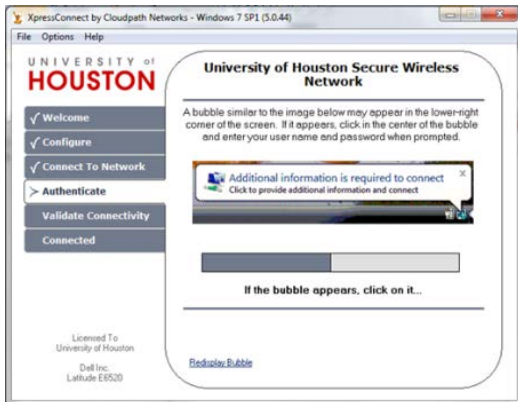 XpressConnect by Cloudpath Networks - Windows 7 SP1 (5.0.44)
File Options Help
UNIVERSITY of
HOUSTON
✓ Welcome
✓ Configure
✓ Connect To Network
> Authenticate
Validate Connectivity
Connected
Licensed To
University of Houston
Dell Inc.
Latitude E6520
University of Houston Secure Wireless
Network
A bubble similar to the image below may appear in the lower-right
corner of the screen. If it appears, click in the center of the bubble
and enter your user name and password when prompted.
Additional information is required to connect
Click to provide additional information and connect
If the bubble appears, click on it...
Redisplay Bubble